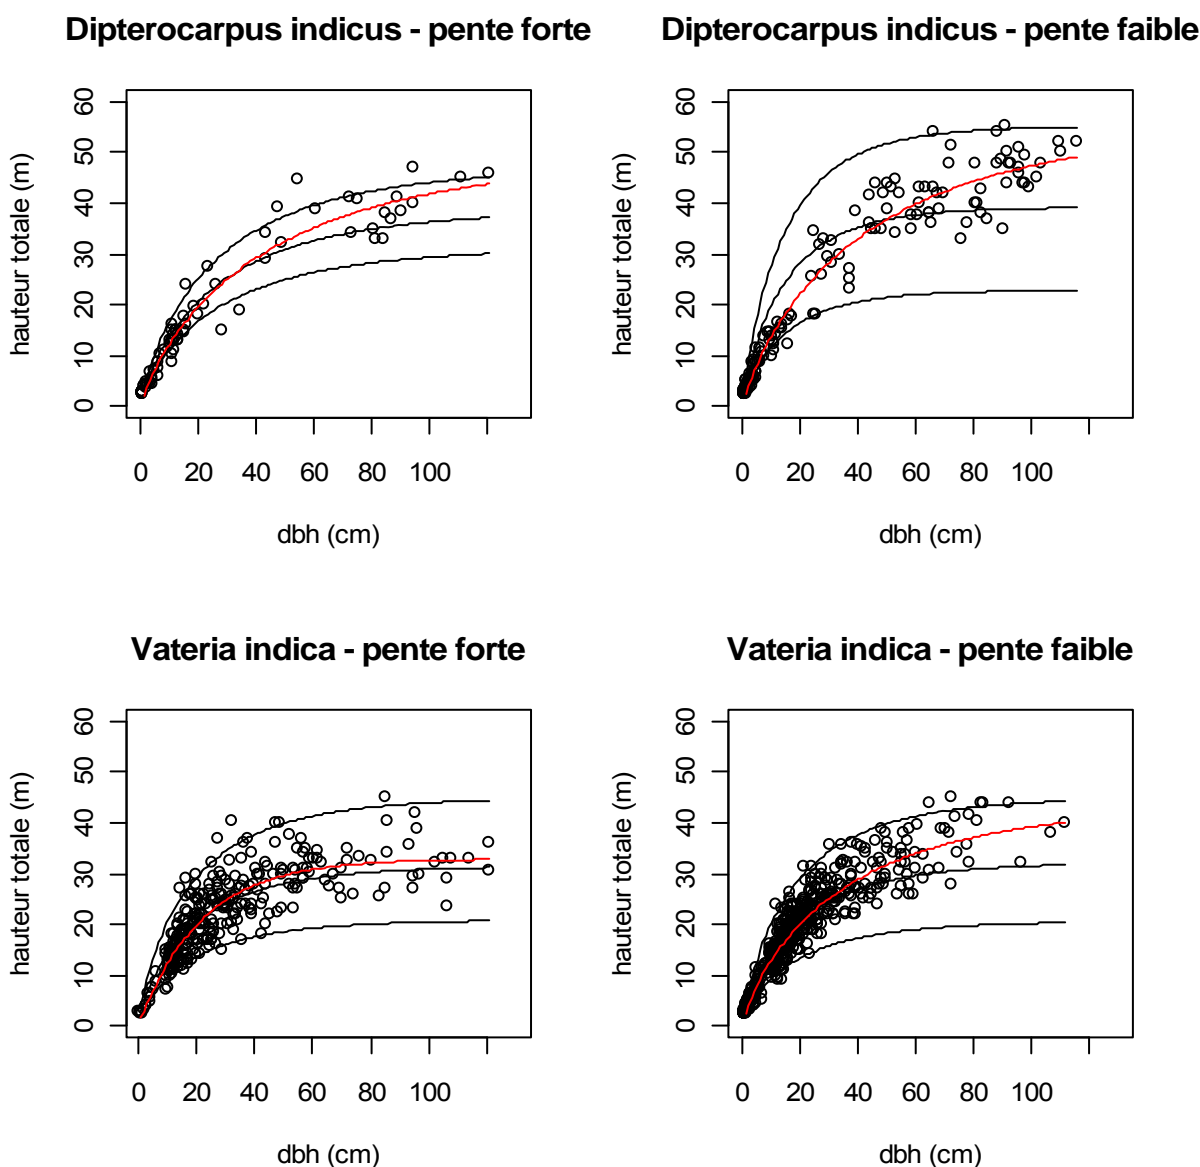 Dipterocarpus indicus - pente forte
hauteur totale (m)
60
50
40
30
20
10
0
0 20 40 60 80 100
dbh (cm)
Dipterocarpus indicus - pente faible
hauteur totale (m)
60
50
40
30
20
10
0
0 20 40 60 80 100
dbh (cm)
Vateria indica - pente forte
hauteur totale (m)
60
50
40
30
20
10
0
0 20 40 60 80 100
dbh (cm)
Vateria indica - pente faible
hauteur totale (m)
60
50
40
30
20
10
0
0 20 40 60 80 100
dbh (cm)